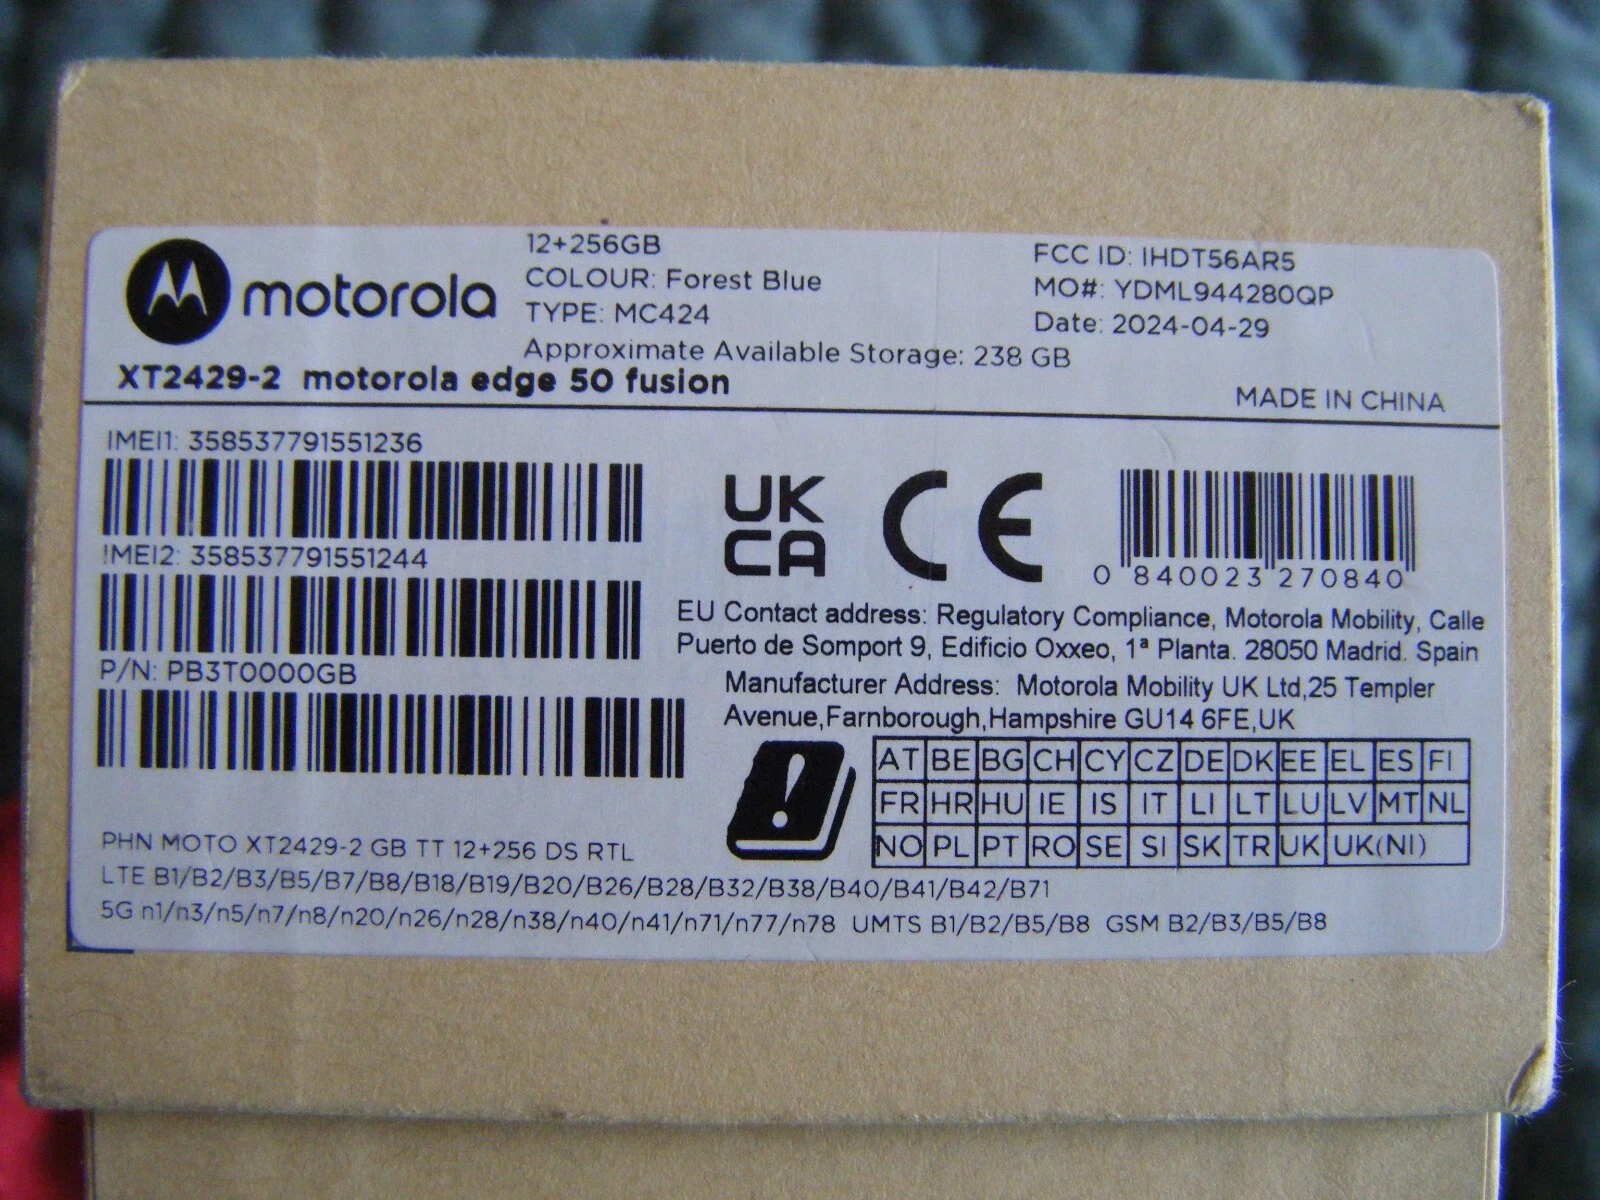 motorola
12+256GB
COLOUR: Forest Blue
TYPE: MC424
Approximate Available Storage: 238 GB
FCC ID: IHDT56AR5
MO#: YDML944280QP
Date: 2024-04-29
XT2429-2 motorola edge 50 fusion
MADE IN CHINA
IMEI1: 358537791551236
IMEI2: 358537791551244
P/N: PB3T0000GB
UK
CA
CE
0 840023 270840
EU Contact address: Regulatory Compliance, Motorola Mobility, Calle
Puerto de Somport 9, Edificio Oxxeo, 1ª Planta. 28050 Madrid. Spain
Manufacturer Address: Motorola Mobility UK Ltd,25 Templer
Avenue,Farnborough,Hampshire GU14 6FE,UK
AT BE BG CH CY CZ DE DK EE EL ES FI
FR HR HU IE IS IT LI LT LU LV MT NL
NO PL PT RO SE SI SK TR UK UK(NI)
PHN MOTO XT2429-2 GB TT 12+256 DS RTL
LTE B1/B2/B3/B5/B7/B8/B18/B19/B20/B26/B28/B32/B38/B40/B41/B42/B71
5G n1/n3/n5/n7/n8/n20/n26/n28/n38/n40/n41/n71/n77/n78 UMTS B1/B2/B5/B8 GSM B2/B3/B5/B8